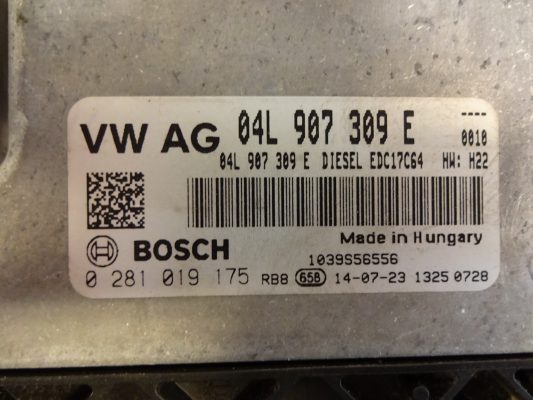 VW AG 04L 907 309 E ----
0010
04L 907 309 E DIESEL EDC17C64 HW: H22
Made in Hungary
BOSCH 1039S56556
0 281 019 175 RB8 658 14-07-23 1325 0728